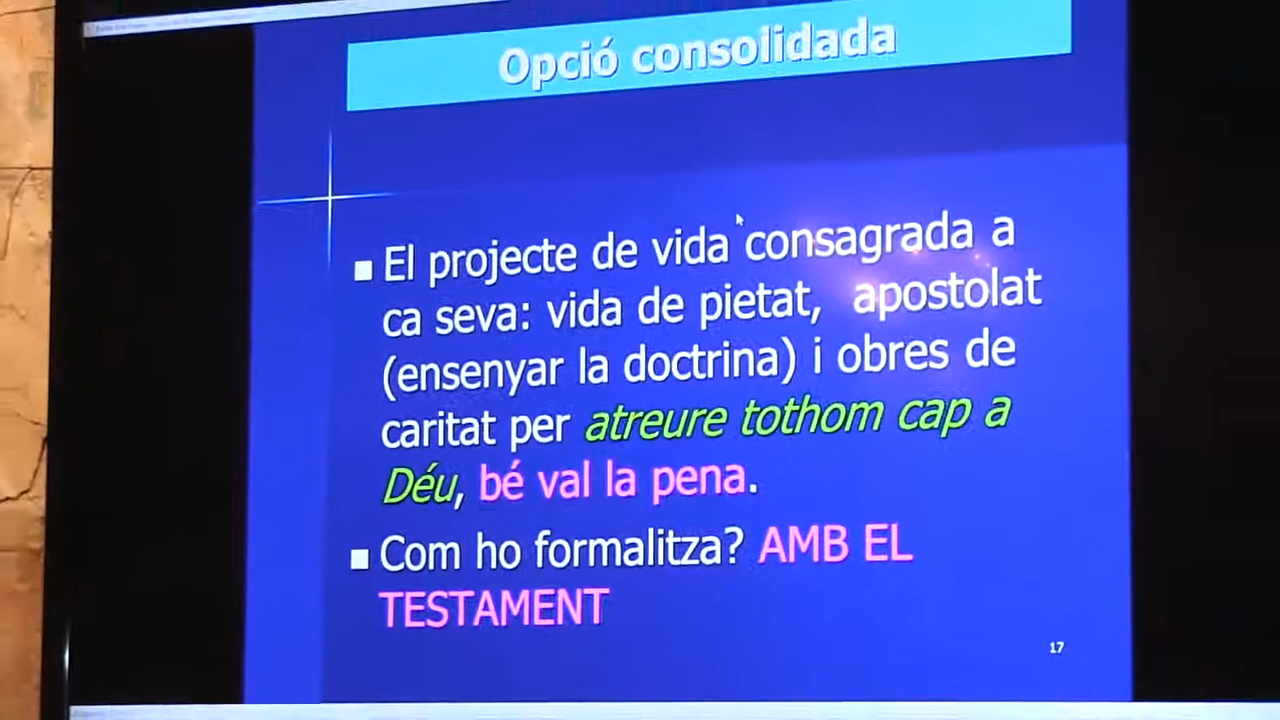 Opció consolidada
■ El projecte de vida consagrada a
ca seva: vida de pietat, apostolat
(ensenyar la doctrina) i obres de
caritat per atreure tothom cap a
Déu, bé val la pena.
■ Com ho formalitza? AMB EL
TESTAMENT
17